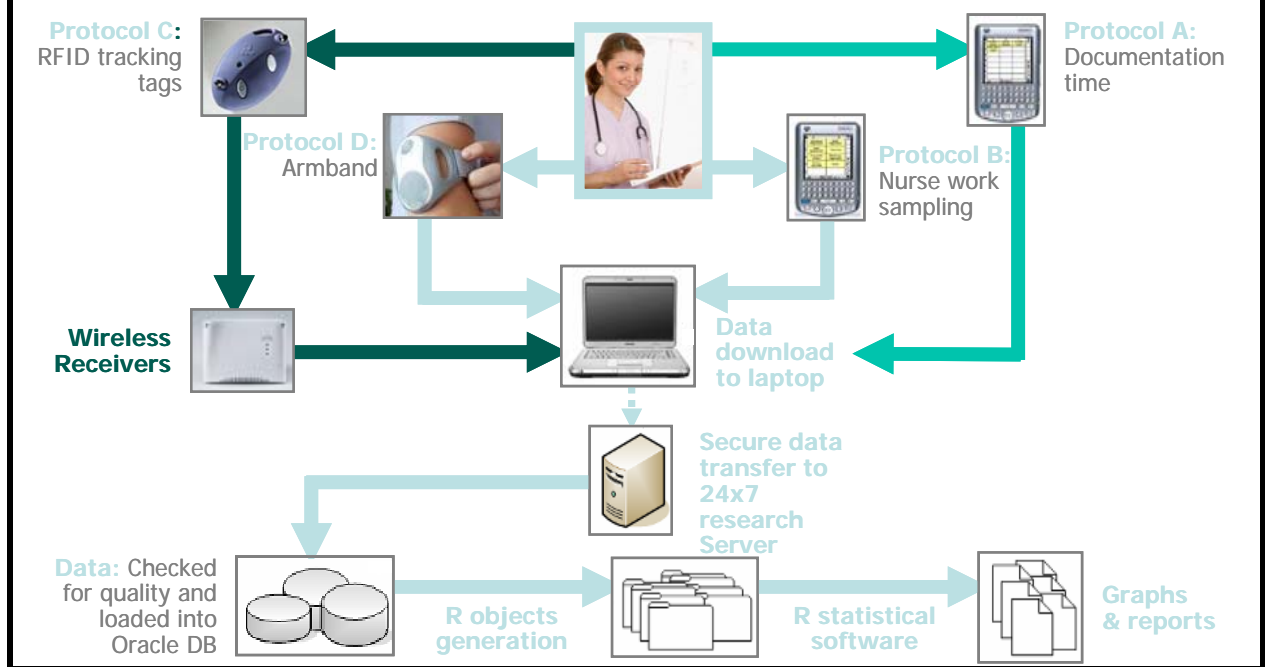 Protocol C:
RFID tracking
tags
Protocol A:
Documentation
time
Protocol D:
Armband
Protocol B:
Nurse work
sampling
Wireless
Receivers
Data
download
to laptop
Secure data
transfer to
24x7
research
Server
Data: Checked
for quality and
loaded into
Oracle DB
R objects
generation
R statistical
software
Graphs
& reports